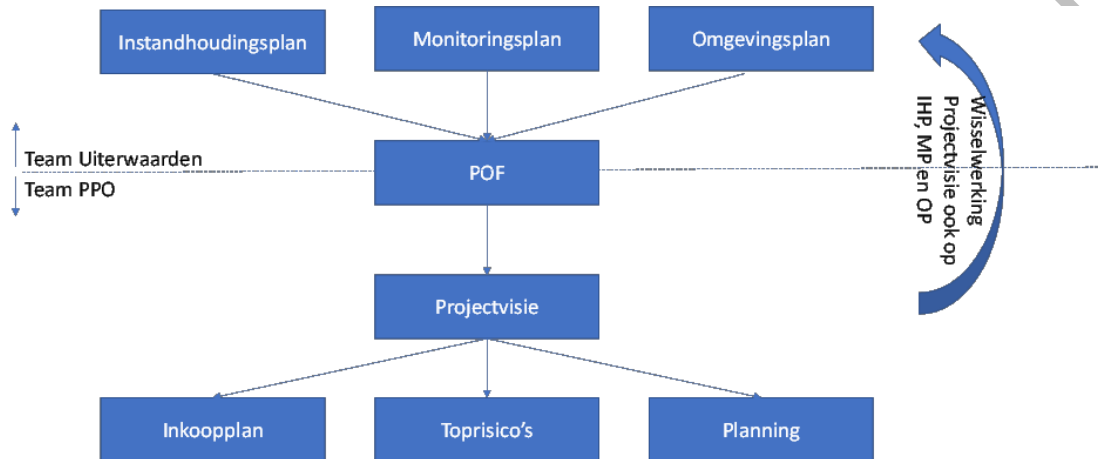 Instandhoudingsplan
Monitoringsplan
Omgevingsplan
Team Uiterwaarden
Team PPO
POF
Wisselwerking
Projectvisie ook op
IHP, MP en OP
Projectvisie
Inkoopplan
Toprisico's
Planning